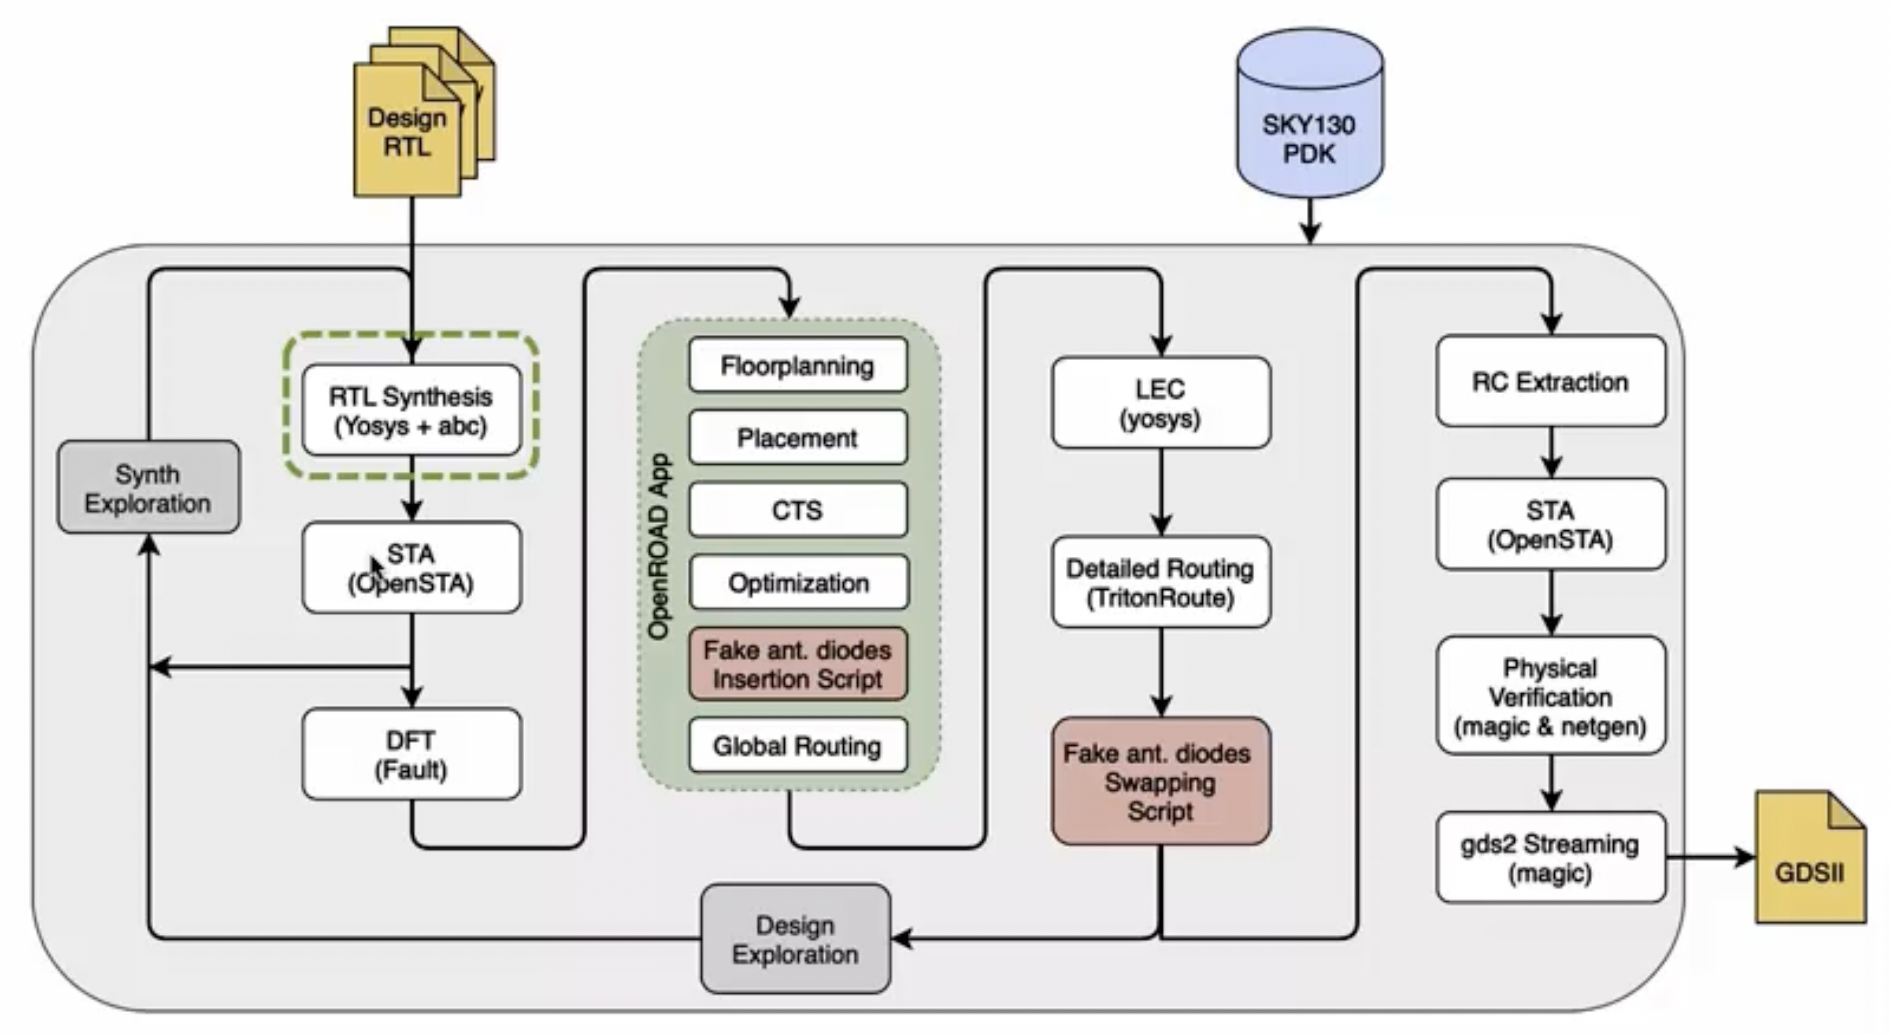 Design
RTL
SKY130
PDK
RTL Synthesis
(Yosys + abc)
Synth
Exploration
STA
(OpenSTA)
DFT
(Fault)
OpenROAD App
Floorplanning
Placement
CTS
Optimization
Fake ant. diodes
Insertion Script
Global Routing
LEC
(yosys)
Detailed Routing
(TritonRoute)
Fake ant. diodes
Swapping
Script
Design
Exploration
RC Extraction
STA
(OpenSTA)
Physical
Verification
(magic & netgen)
gds2 Streaming
(magic)
GDSII